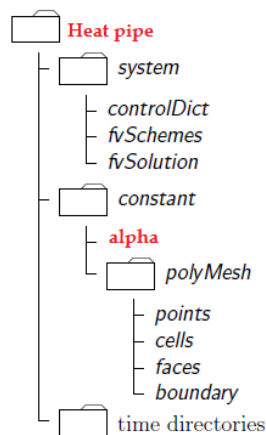 Heat pipe
system
controlDict
fvSchemes
fvSolution
constant
alpha
polyMesh
points
cells
faces
boundary
time directories